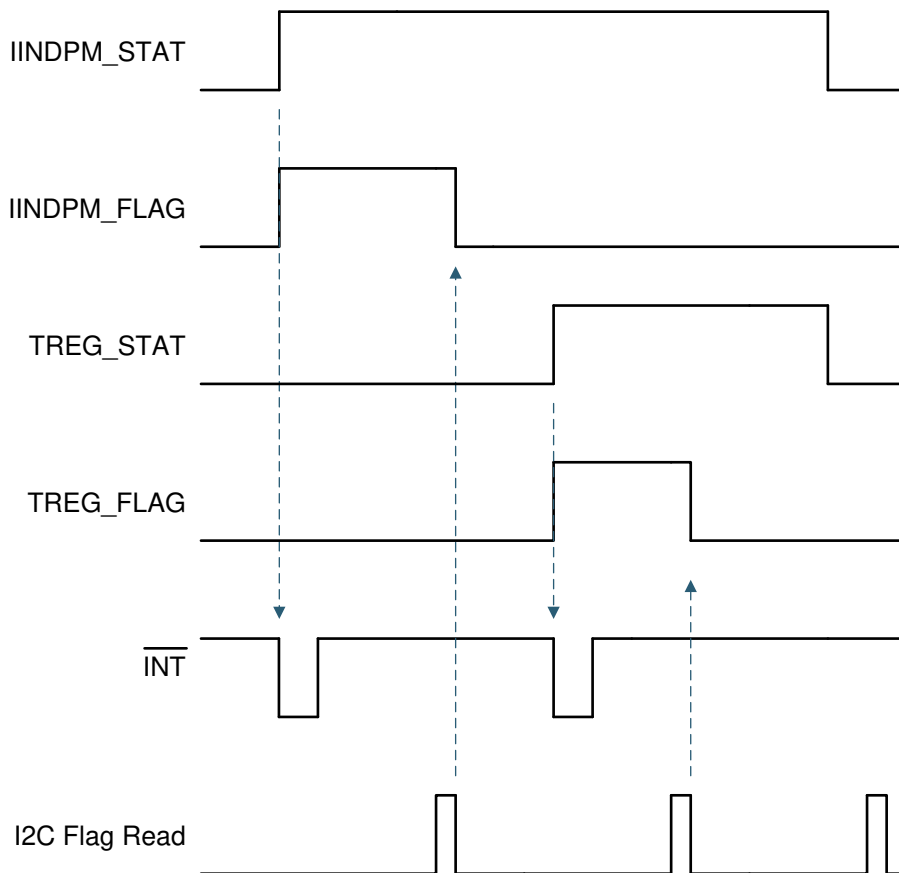 IINDPM_STAT
IINDPM_FLAG
TREG_STAT
TREG_FLAG
INT
I2C Flag Read